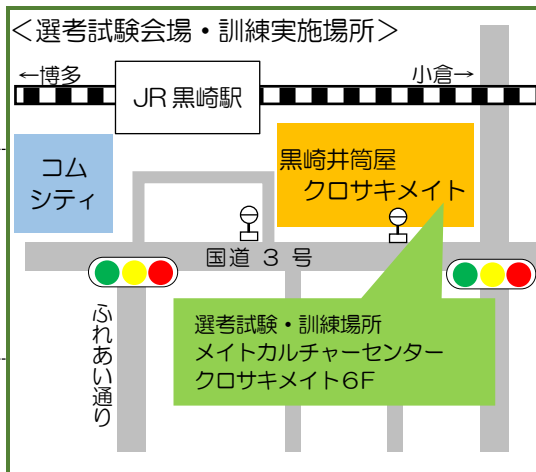 ＜選考試験会場・訓練実施場所＞
←博多
小倉→
JR 黒崎駅
コム
シティ
黒崎井筒屋
クロサキメイト
国道 3 号
ふれあい通り
選考試験・訓練場所
メイトカルチャーセンター
クロサキメイト６F